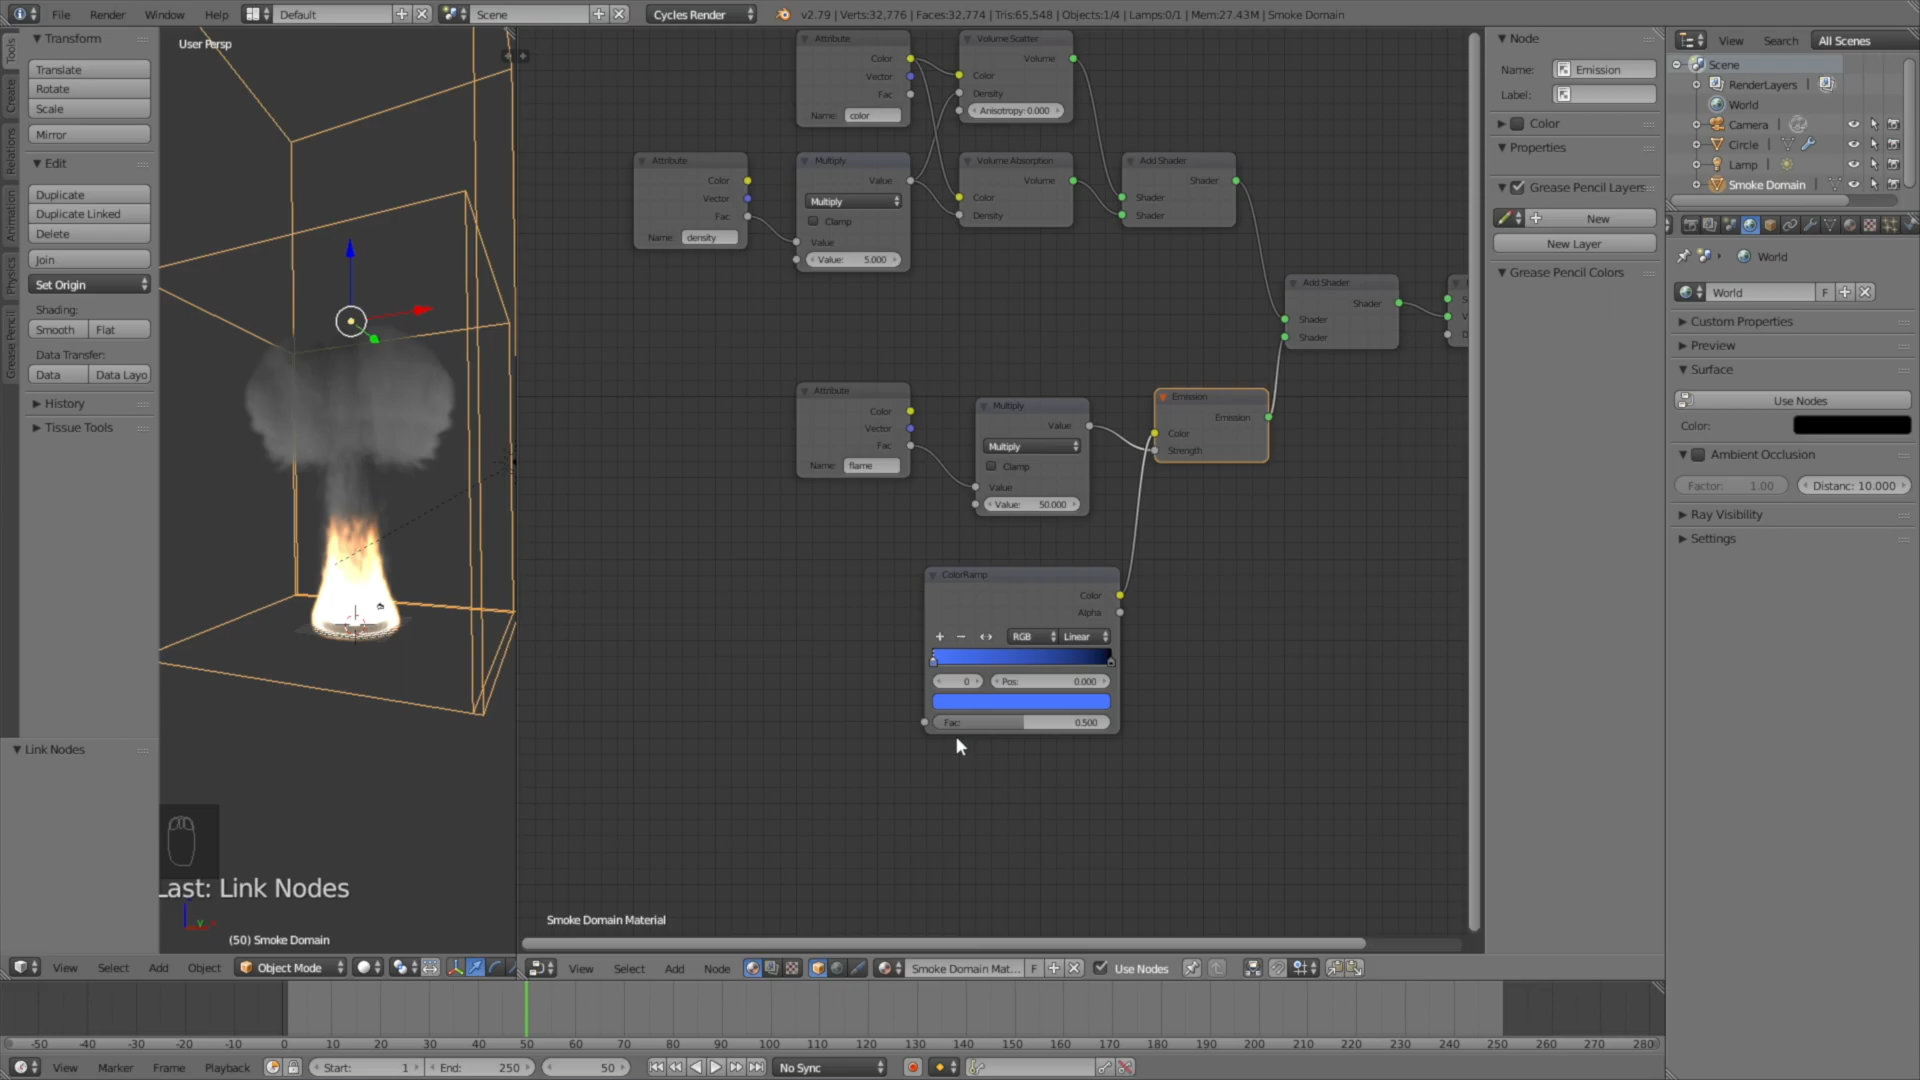 File Render Window Help Default Scene Cycles Render v2.79 | Verts:32,776 | Faces:32,774 | Tris:65,548 | Objects:1/4 | Lamps:0/1 | Mem:27.43M | Smoke Domain
Tools
Create
Relations
Animation
Physics
Grease Pencil
Transform
Translate
Rotate
Scale
Mirror
Edit
Duplicate
Duplicate Linked
Delete
Join
Set Origin
Shading:
Smooth Flat
Data Transfer:
Data Data Layo
History
Tissue Tools
Link Nodes
User Persp
Last: Link Nodes
(50) Smoke Domain
Attribute
Color
Vector
Fac
Name: color
Volume Scatter
Volume
Color
Density
Anisotropy: 0.000
Attribute
Color
Vector
Fac
Name: density
Multiply
Value
Multiply
Clamp
Value
Value: 5.000
Volume Absorption
Volume
Color
Density
Add Shader
Shader
Shader
Shader
Add Shader
Shader
Shader
Shader
Attribute
Color
Vector
Fac
Name: flame
Multiply
Value
Multiply
Clamp
Value
Value: 50.000
Emission
Emission
Color
Strength
ColorRamp
Color
Alpha
RGB Linear
0 Pos: 0.000
Fac: 0.500
Smoke Domain Material
Node
Name: Emission
Label:
Color
Properties
Grease Pencil Layers
New
New Layer
Grease Pencil Colors
View Search All Scenes
Scene
RenderLayers
World
Camera
Circle
Lamp
Smoke Domain
World
World F
Custom Properties
Preview
Surface
Use Nodes
Color:
Ambient Occlusion
Factor: 1.00 Distanc: 10.000
Ray Visibility
Settings
View Select Add Object Object Mode
View Select Add Node Smoke Domain Mat... F Use Nodes
-50 -40 -30 -20 -10 0 10 20 30 40 50 60 70 80 90 100 110 120 130 140 150 160 170 180 190 200 210 220 230 240 250 260 270 280
View Marker Frame Playback Start: 1 End: 250 50 No Sync